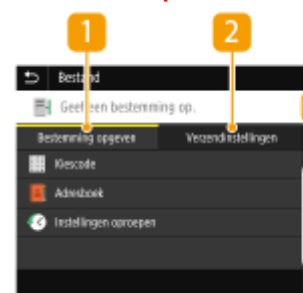 1 2
Bestand
Geef een bestemming op.
Bestemming opgeven Verzendinstellingen
Kiescode
Adresboek
Instellingen oproepen